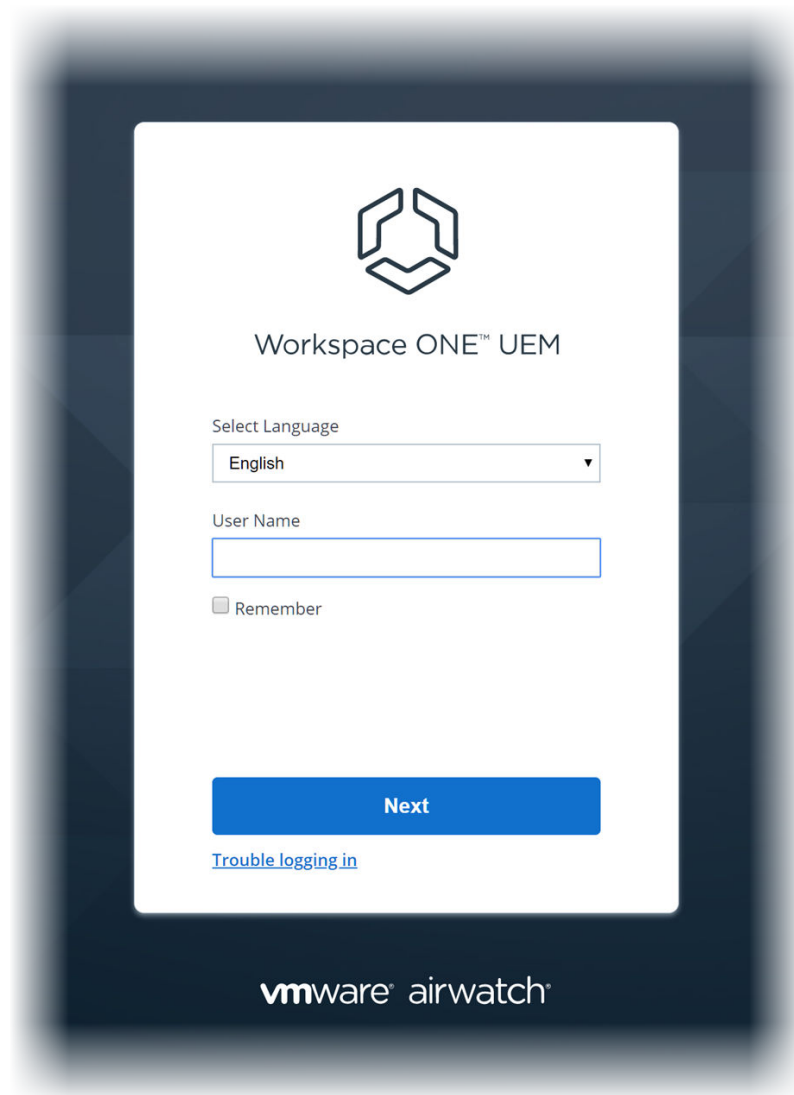 Workspace ONE™ UEM
Select Language
English
User Name
Remember
Next
Trouble logging in
vmware® airwatch®